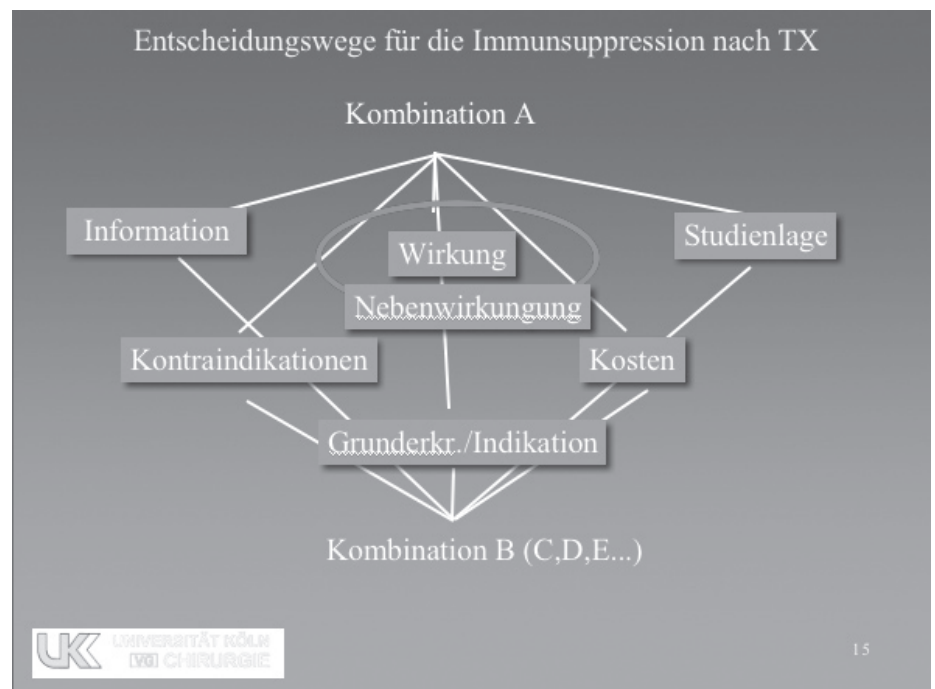 Entscheidungswege für die Immunsuppression nach TX
Kombination A
Information
Wirkung
Studienlage
Nebenwirkungung
Kontraindikationen
Kosten
Grunderkr./Indikation
Kombination B (C,D,E...)
UK
UNIVERSITÄT KÖLN
VG CHIRURGIE
15